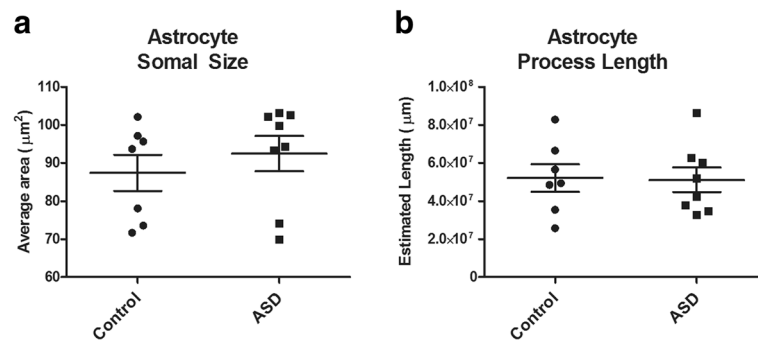 a
Astrocyte
Somal Size
Average area ( μm²)
110
100
90
80
70
60
Control
ASD
b
Astrocyte
Process Length
Estimated Length ( μm)
1.0×10⁸
8.0×10⁷
6.0×10⁷
4.0×10⁷
2.0×10⁷
0
Control
ASD